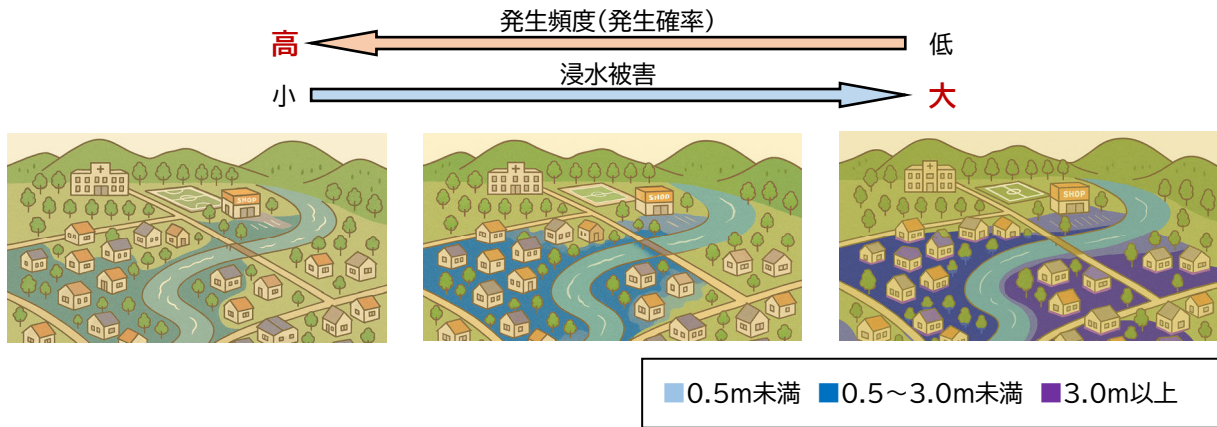 発生頻度(発生確率)
高 低
浸水被害
小 大
SHOP
SHOP
SHOP
■0.5m未満 ■0.5~3.0m未満 ■3.0m以上